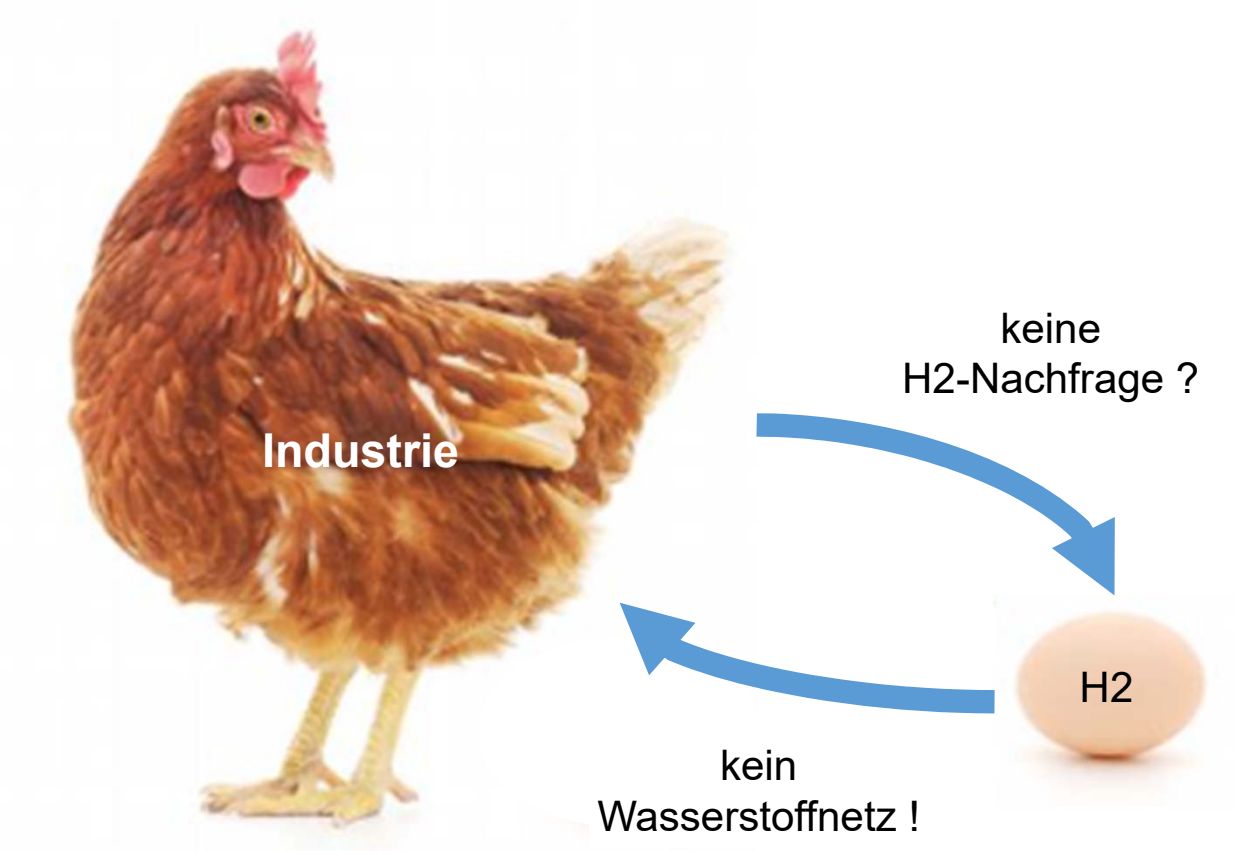 keine
H2-Nachfrage ?
Industrie
H2
kein
Wasserstoffnetz !